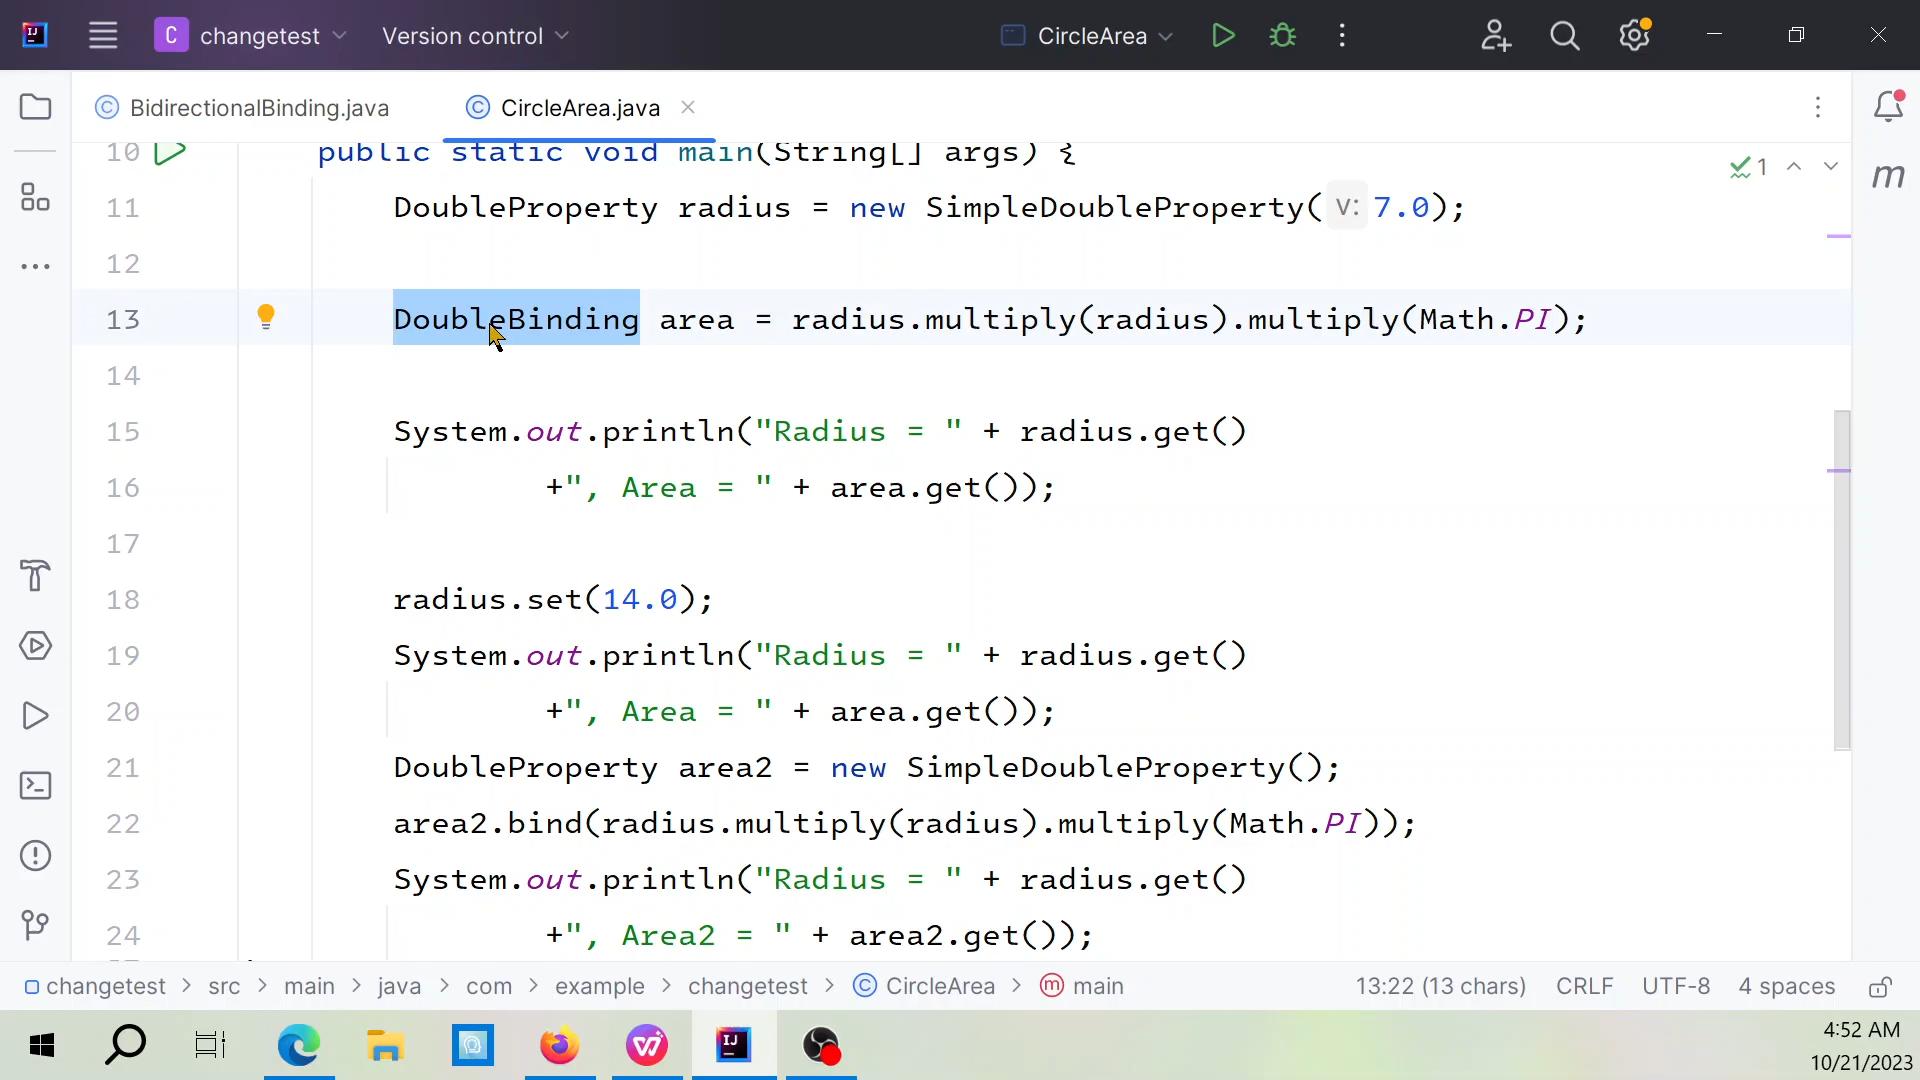 C changetest Version control CircleArea
BidirectionalBinding.java CircleArea.java
10 public static void main(String[] args) {
11 DoubleProperty radius = new SimpleDoubleProperty( v: 7.0);
12
13 DoubleBinding area = radius.multiply(radius).multiply(Math.PI);
14
15 System.out.println("Radius = " + radius.get()
16 +", Area = " + area.get());
17
18 radius.set(14.0);
19 System.out.println("Radius = " + radius.get()
20 +", Area = " + area.get());
21 DoubleProperty area2 = new SimpleDoubleProperty();
22 area2.bind(radius.multiply(radius).multiply(Math.PI));
23 System.out.println("Radius = " + radius.get()
24 +", Area2 = " + area2.get());
1
m
changetest > src > main > java > com > example > changetest > CircleArea > main 13:22 (13 chars) CRLF UTF-8 4 spaces
4:52 AM
10/21/2023